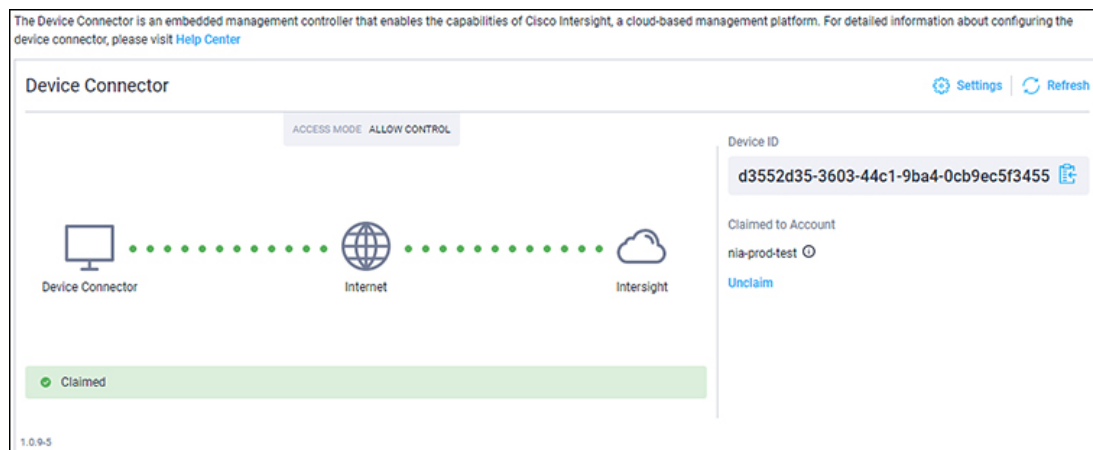 The Device Connector is an embedded management controller that enables the capabilities of Cisco Intersight, a cloud-based management platform. For detailed information about configuring the
device connector, please visit Help Center
Device Connector
Settings
Refresh
ACCESS MODE ALLOW CONTROL
Device Connector
Internet
Intersight
Claimed
1.0.9-5
Device ID
d3552d35-3603-44c1-9ba4-0cb9ec5f3455
Claimed to Account
nia-prod-test
Unclaim